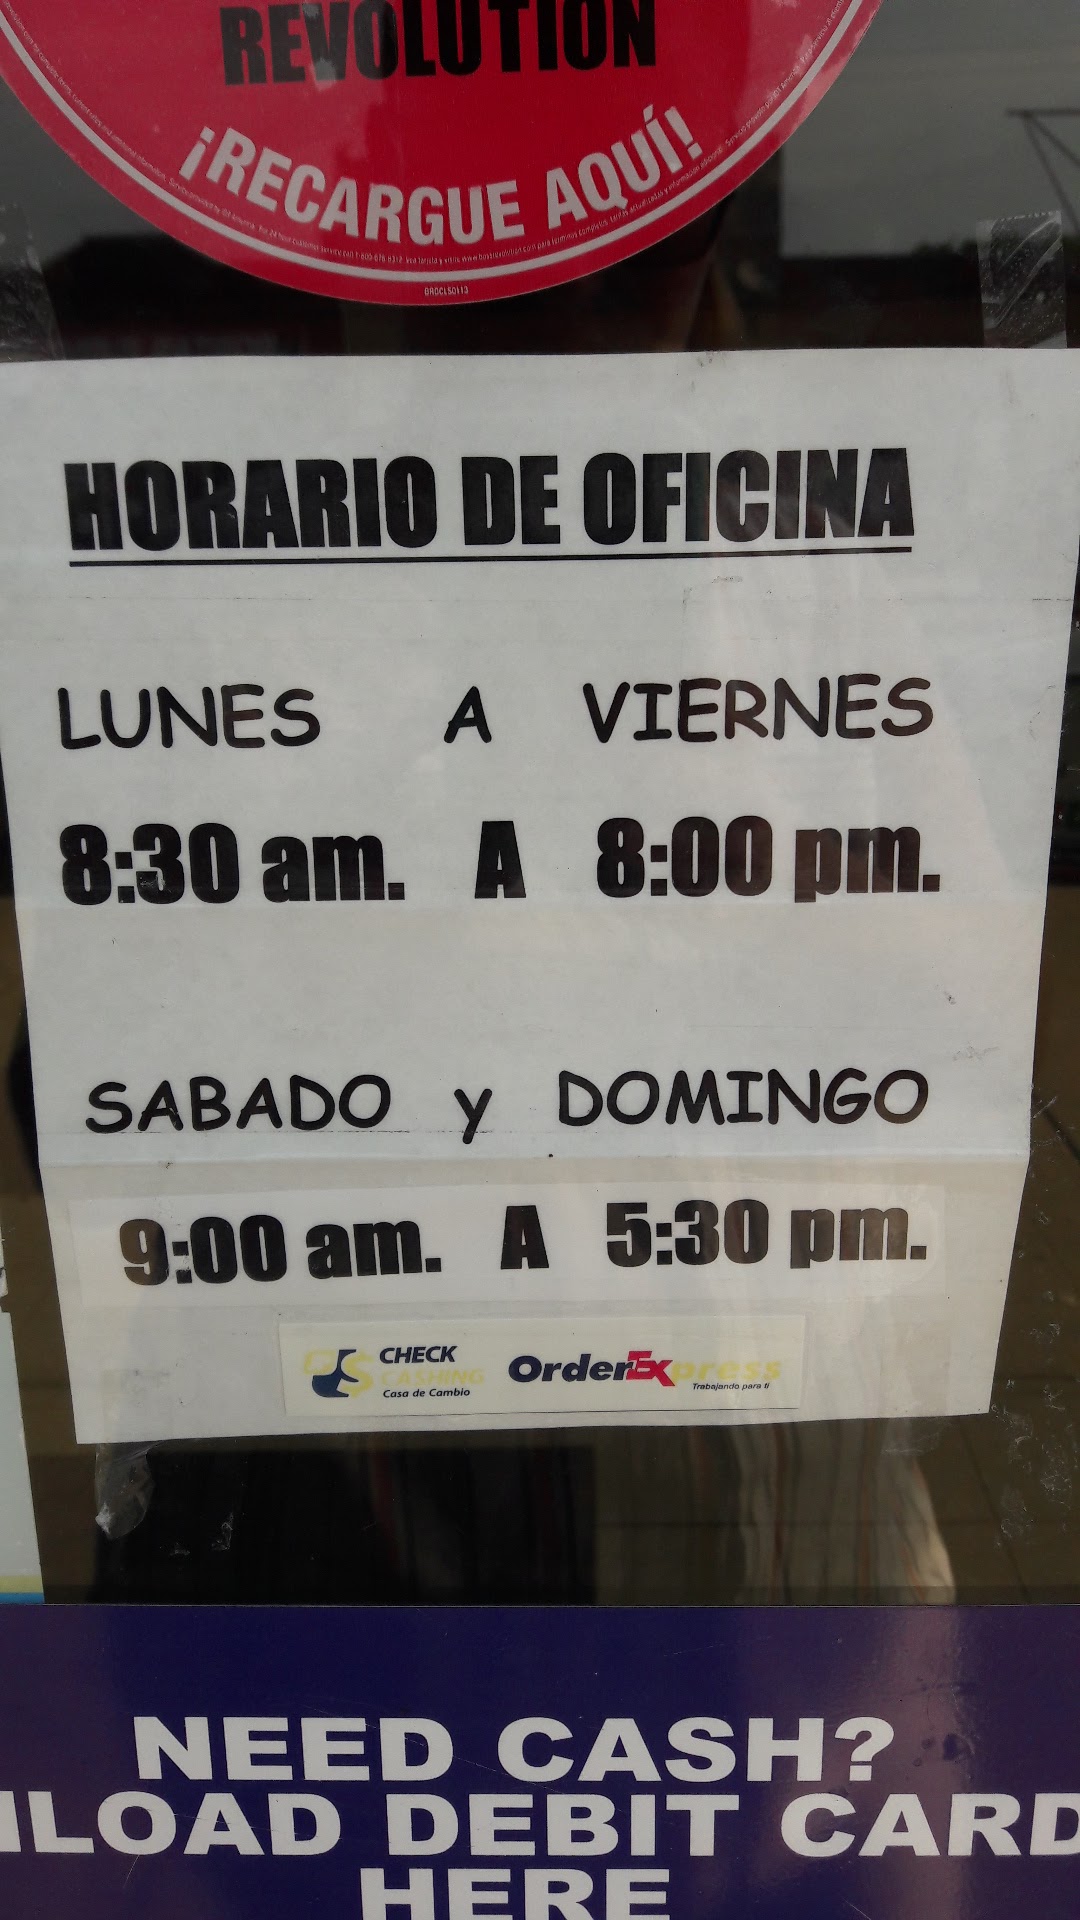 REVOLUTION
¡RECARGUE AQUÍ!
BRDCLS0113
HORARIO DE OFICINA
LUNES A VIERNES
8:30 am. A 8:00 pm.
SABADO y DOMINGO
9:00 am. A 5:30 pm.
CHECK
CASHING
Casa de Cambio
OrderExpress
Trabajando para ti
NEED CASH?
LOAD DEBIT CARD
HERE